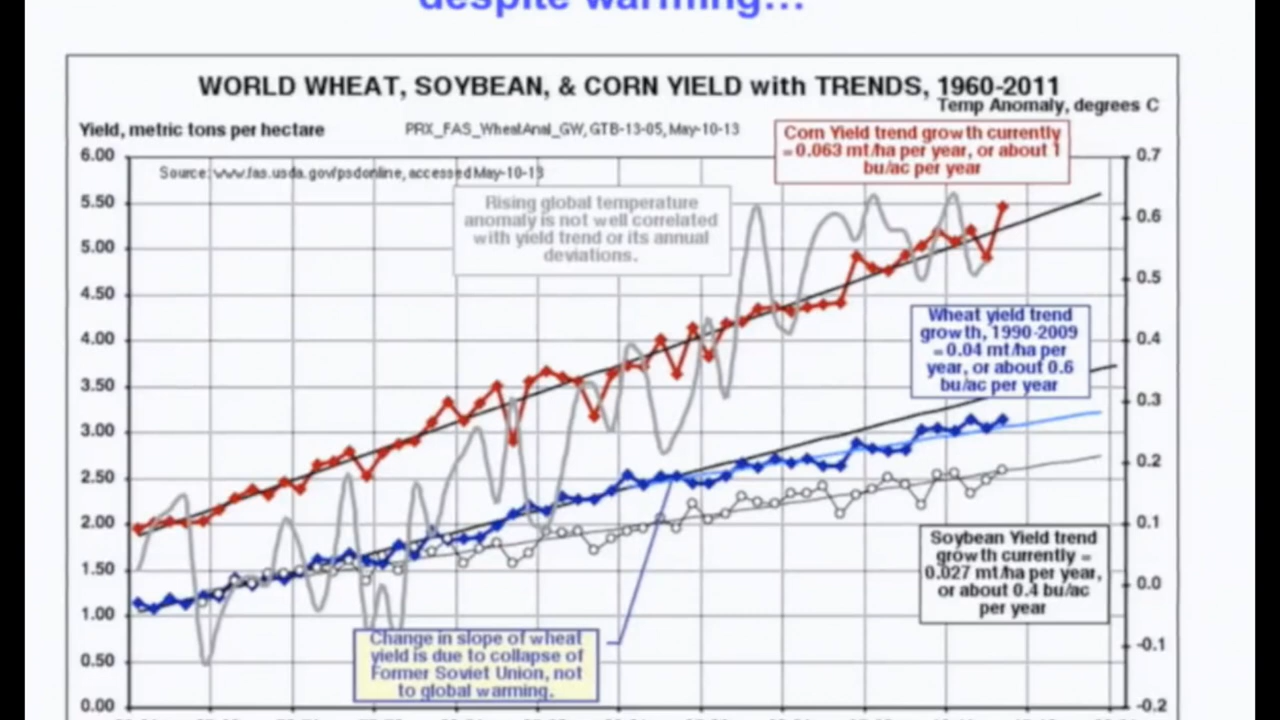 despite warming...
WORLD WHEAT, SOYBEAN, & CORN YIELD with TRENDS, 1960-2011
Temp Anomaly, degrees C
Yield, metric tons per hectare
PRX_FAS_WheatAnal_GW, GTB-13-05, May-10-13
Source: www.fas.usda.gov/psdonline, accessed May-10-13
Corn Yield trend growth currently
= 0.063 mt/ha per year, or about 1
bu/ac per year
Rising global temperature
anomaly is not well correlated
with yield trend or its annual
deviations.
Wheat yield trend
growth, 1990-2009
= 0.04 mt/ha per
year, or about 0.6
bu/ac per year
Soybean Yield trend
growth currently =
0.027 mt/ha per year,
or about 0.4 bu/ac
per year
Change in slope of wheat
yield is due to collapse of
Former Soviet Union, not
to global warming.
6.00
5.50
5.00
4.50
4.00
3.50
3.00
2.50
2.00
1.50
1.00
0.50
0.00
0.7
0.6
0.5
0.4
0.3
0.2
0.1
0.0
-0.1
-0.2